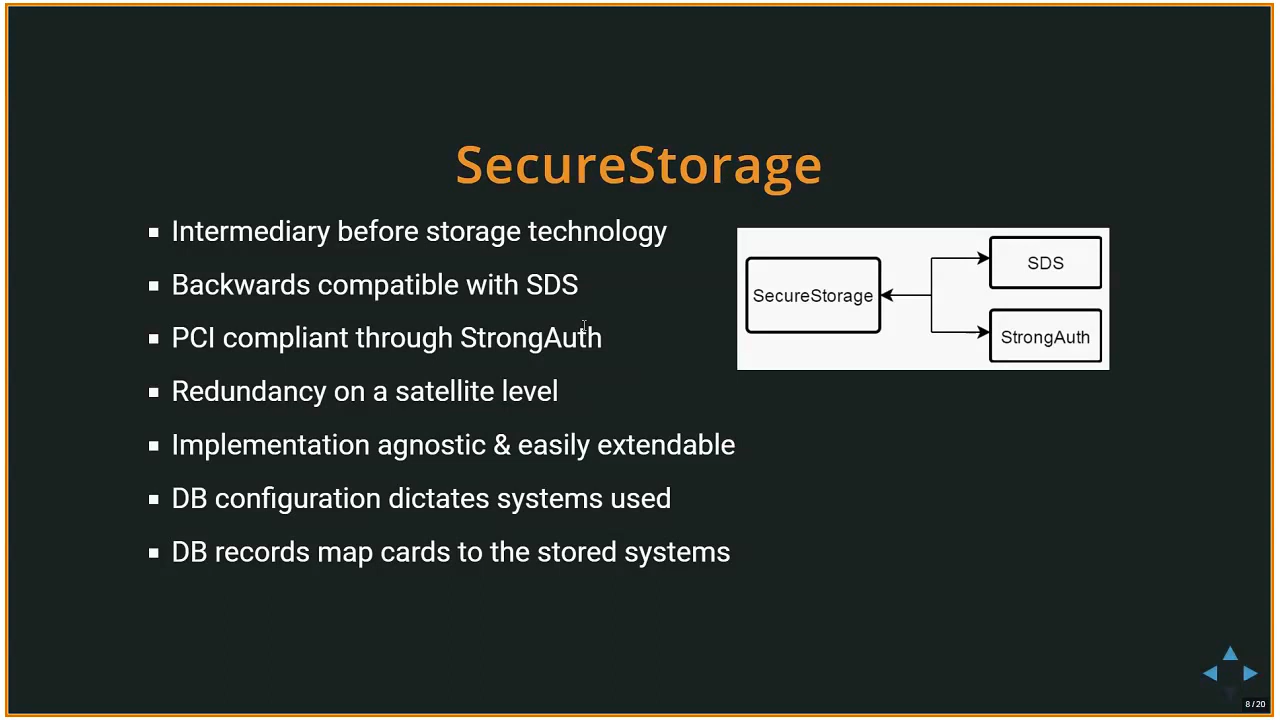 SecureStorage
Intermediary before storage technology
Backwards compatible with SDS
PCI compliant through StrongAuth
Redundancy on a satellite level
Implementation agnostic & easily extendable
DB configuration dictates systems used
DB records map cards to the stored systems
SecureStorage
SDS
StrongAuth
8 / 20